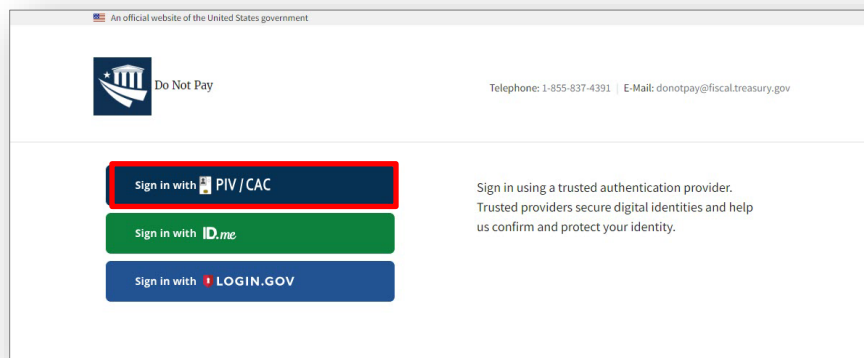 An official website of the United States government
Do Not Pay
Telephone: 1-855-837-4391 | E-Mail: donotpay@fiscal.treasury.gov
Sign in with PIV/CAC
Sign in with ID.me
Sign in with LOGIN.GOV
Sign in using a trusted authentication provider.
Trusted providers secure digital identities and help
us confirm and protect your identity.